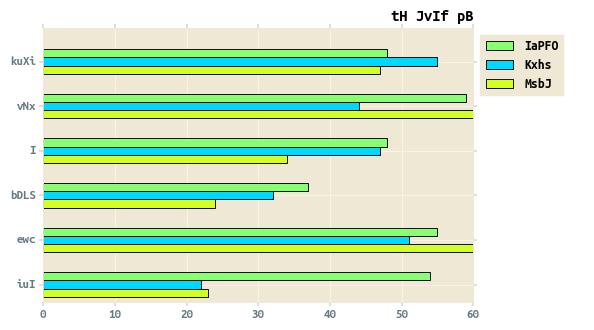 tH JvIf pB
IaPFO
Kxhs
MsbJ
kuXi
vNx
I
bDLS
ewc
iuI
0 10 20 30 40 50 60